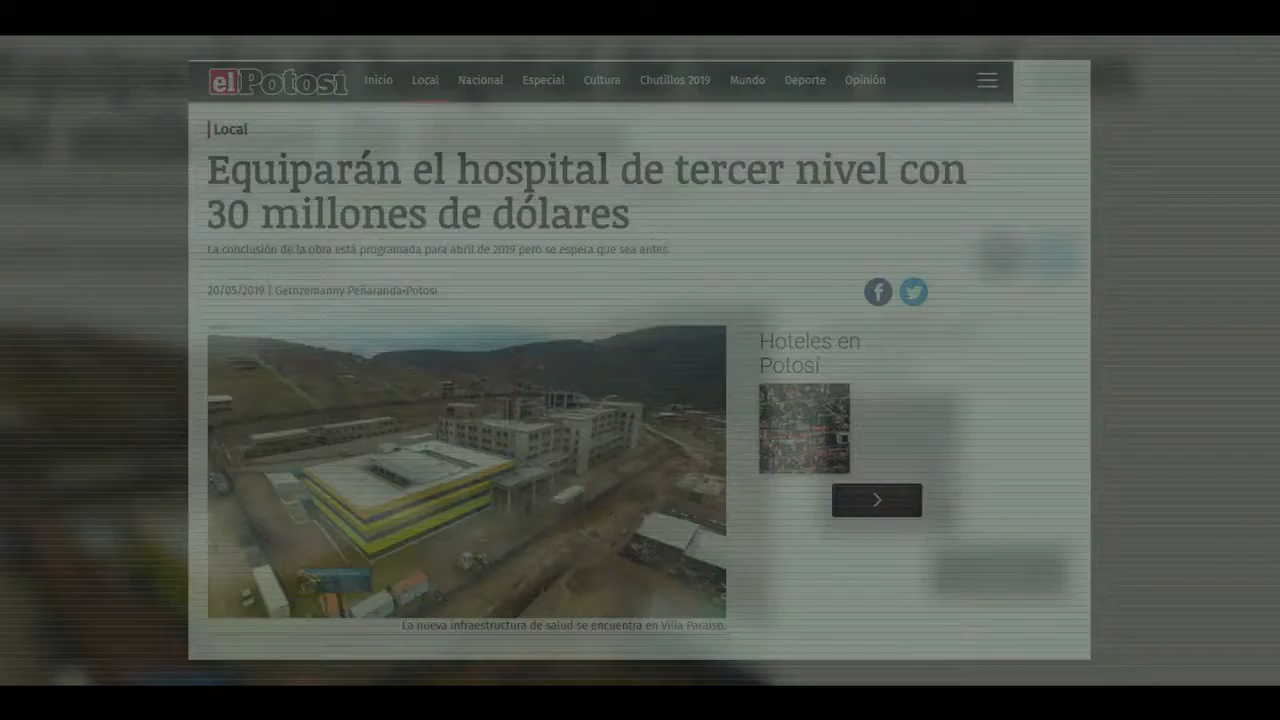 el Potosí Inicio Local Nacional Especial Cultura Chutillos 2019 Mundo Deporte Opinión
Local
Equiparán el hospital de tercer nivel con
30 millones de dólares
La conclusión de la obra está programada para abril de 2019 pero se espera que sea antes
20/05/2019 | Gethzemanny Peñaranda•Potosí
Hoteles en
Potosí
La nueva infraestructura de salud se encuentra en Villa Paraíso.